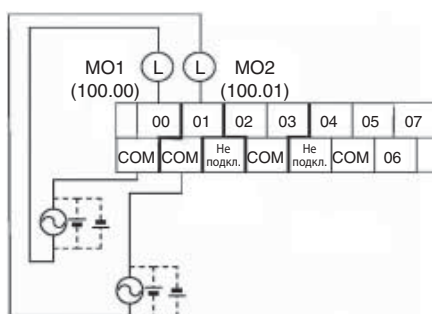 MO1 L L MO2
(100.00) (100.01)
00 01 02 03 04 05 07
COM COM Не подкл. COM Не подкл. COM 06